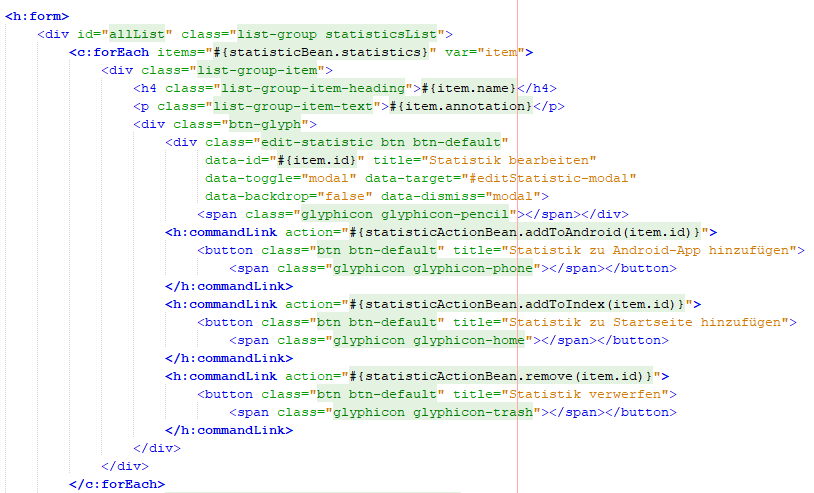 <h:form>
<div id="allList" class="list-group statisticsList">
<c:forEach items="#{statisticBean.statistics}" var="item">
<div class="list-group-item">
<h4 class="list-group-item-heading">#{item.name}</h4>
<p class="list-group-item-text">#{item.annotation}</p>
<div class="btn-glyph">
<div class="edit-statistic btn btn-default"
data-id="#{item.id}" title="Statistik bearbeiten"
data-toggle="modal" data-target="#editStatistic-modal"
data-backdrop="false" data-dismiss="modal">
<span class="glyphicon glyphicon-pencil"></span></div>
<h:commandLink action="#{statisticActionBean.addToAndroid(item.id)}">
<button class="btn btn-default" title="Statistik zu Android-App hinzufügen">
<span class="glyphicon glyphicon-phone"></span></button>
</h:commandLink>
<h:commandLink action="#{statisticActionBean.addToIndex(item.id)}">
<button class="btn btn-default" title="Statistik zu Startseite hinzufügen">
<span class="glyphicon glyphicon-home"></span></button>
</h:commandLink>
<h:commandLink action="#{statisticActionBean.remove(item.id)}">
<button class="btn btn-default" title="Statistik verwerfen">
<span class="glyphicon glyphicon-trash"></span></button>
</h:commandLink>
</div>
</div>
</c:forEach>